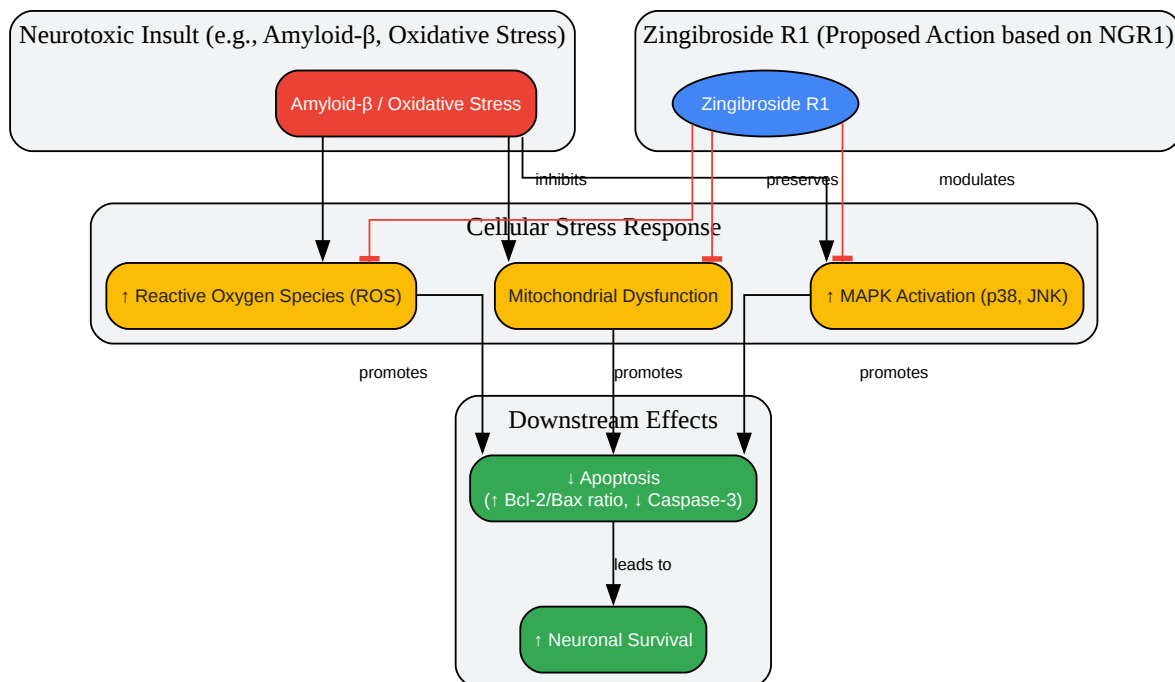 Neurotoxic Insult (e.g., Amyloid-β, Oxidative Stress)
Zingibroside R1 (Proposed Action based on NGR1)
Amyloid-β / Oxidative Stress
Zingibroside R1
inhibits
preserves
modulates
Cellular Stress Response
↑ Reactive Oxygen Species (ROS)
Mitochondrial Dysfunction
↑ MAPK Activation (p38, JNK)
promotes
promotes
promotes
Downstream Effects
↓ Apoptosis
(↑ Bcl-2/Bax ratio, ↓ Caspase-3)
leads to
↑ Neuronal Survival